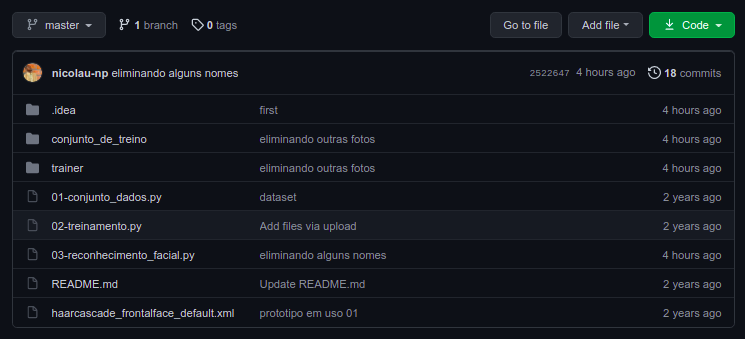 master 1 branch 0 tags Go to file Add file Code
nicolau-np eliminando alguns nomes 2522647 4 hours ago 18 commits
.idea first 4 hours ago
conjunto_de_treino eliminando outras fotos 4 hours ago
trainer eliminando outras fotos 4 hours ago
01-conjunto_dados.py dataset 2 years ago
02-treinamento.py Add files via upload 2 years ago
03-reconhecimento_facial.py eliminando alguns nomes 4 hours ago
README.md Update README.md 2 years ago
haarcascade_frontalface_default.xml prototipo em uso 01 2 years ago